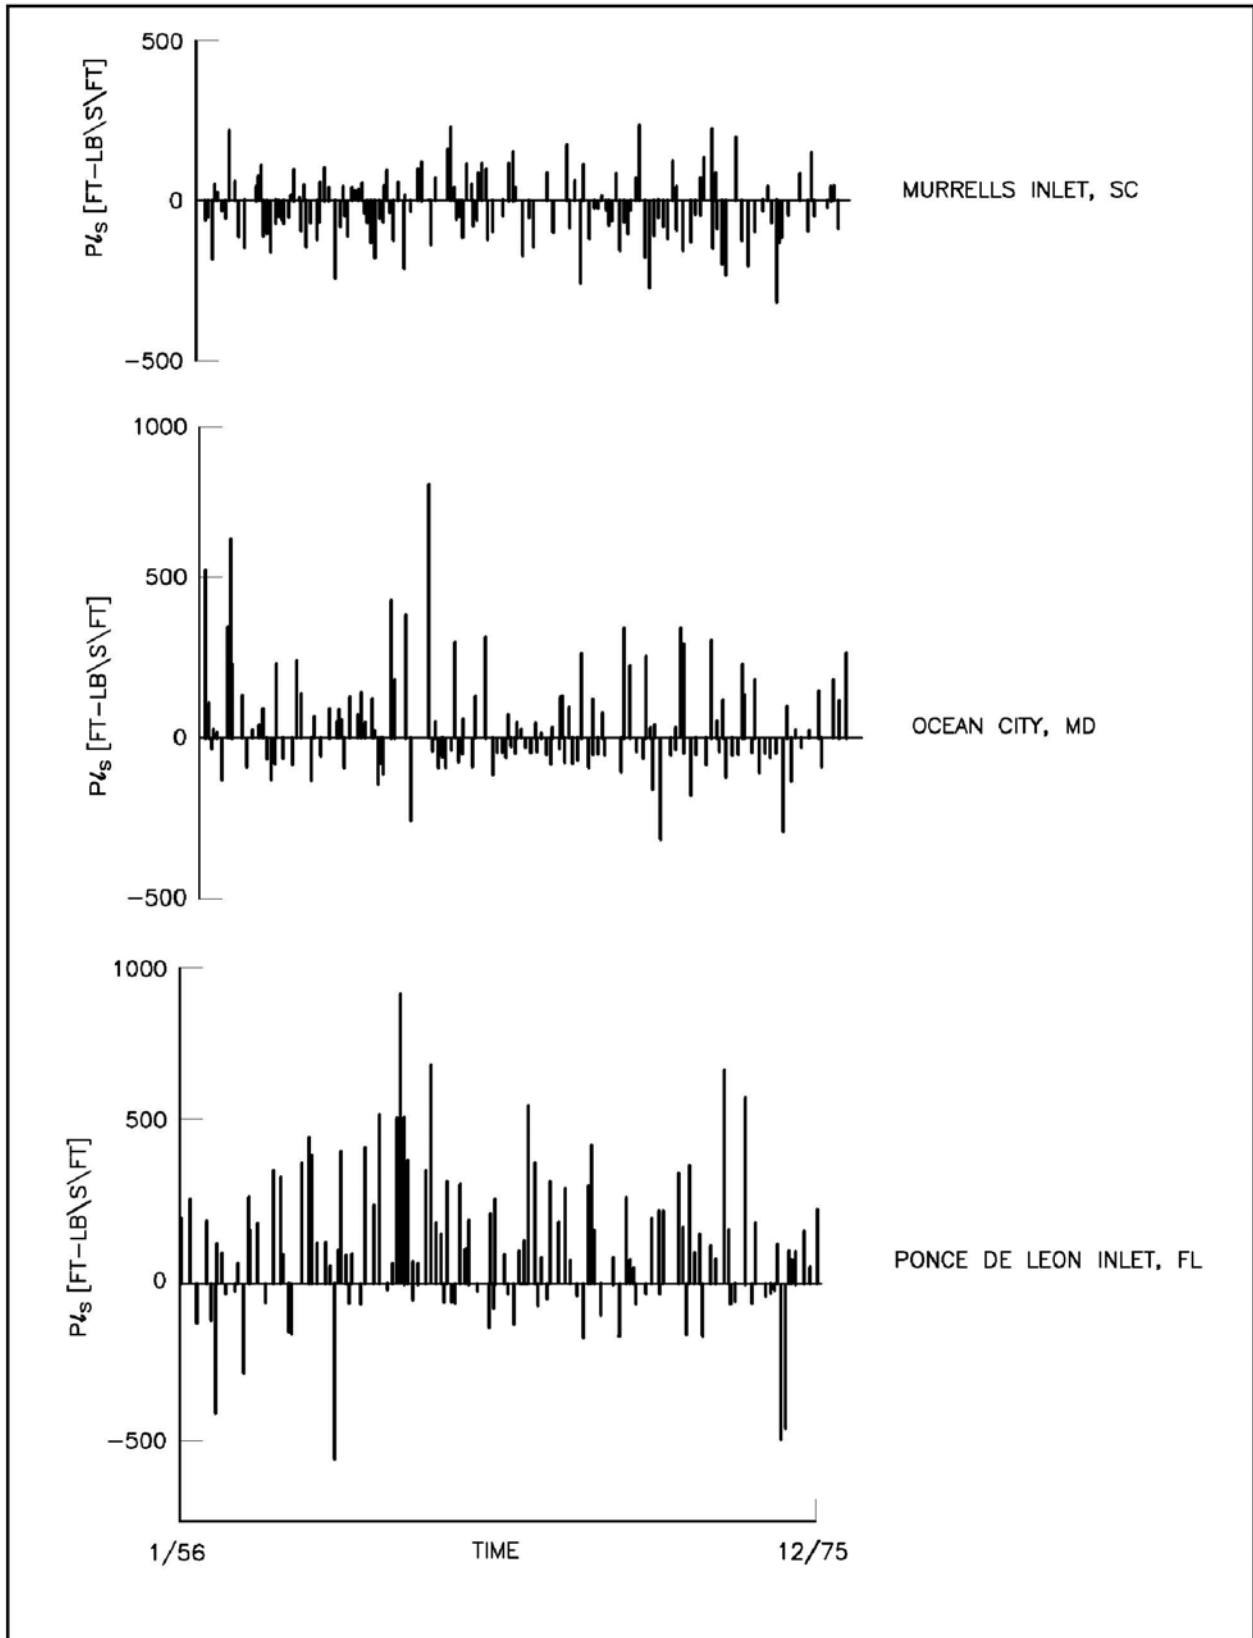 500
Pℓs [FT-LB\S\FT]
0
MURRELLS INLET, SC
-500
1000
500
Pℓs [FT-LB\S\FT]
0
OCEAN CITY, MD
-500
1000
500
Pℓs [FT-LB\S\FT]
0
PONCE DE LEON INLET, FL
-500
1/56 TIME 12/75